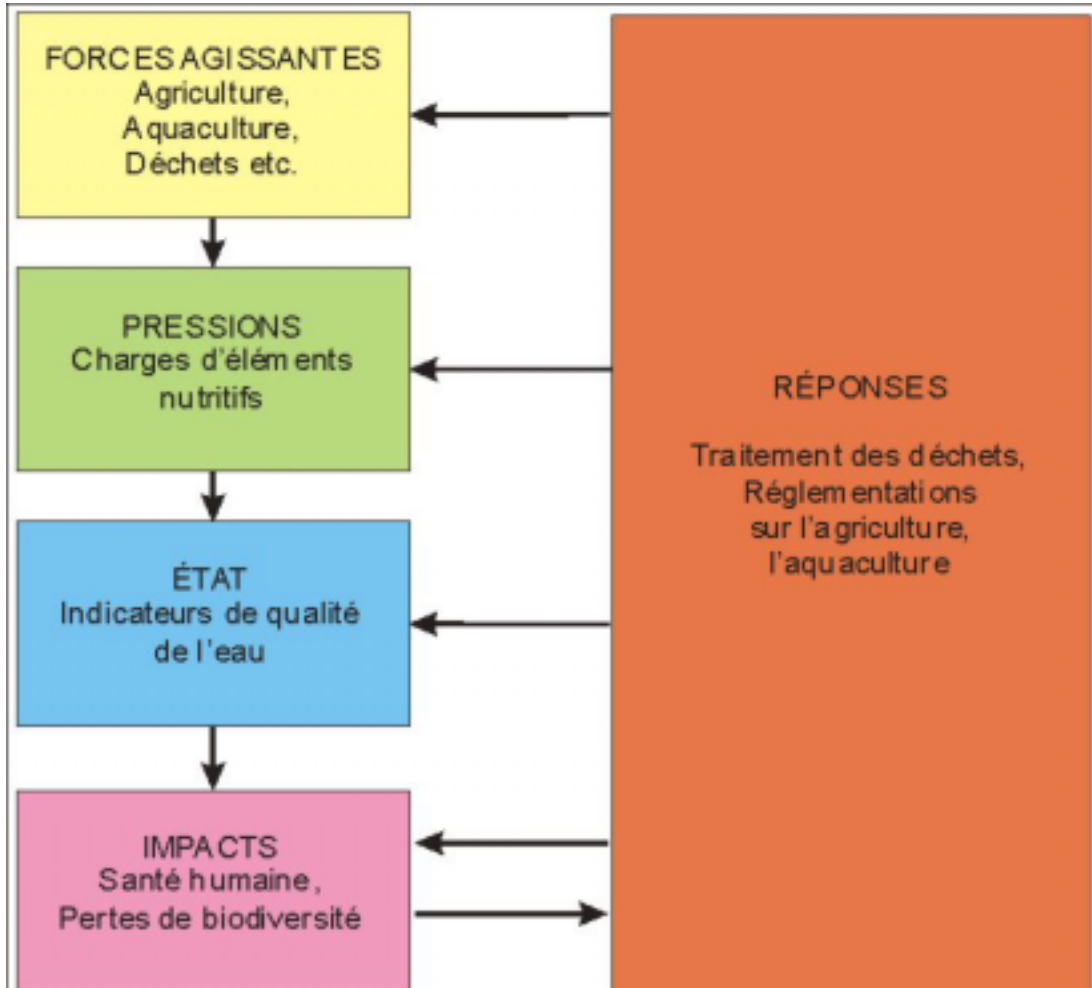 FORCES AGISSANTES
Agriculture,
Aquaculture,
Déchets etc.
PRESSIONS
Charges d'éléments
nutritifs
ÉTAT
Indicateurs de qualité
de l'eau
IMPACTS
Santé humaine,
Pertes de biodiversité
RÉPONSES
Traitement des déchets,
Réglementations
sur l'agriculture,
l'aquaculture